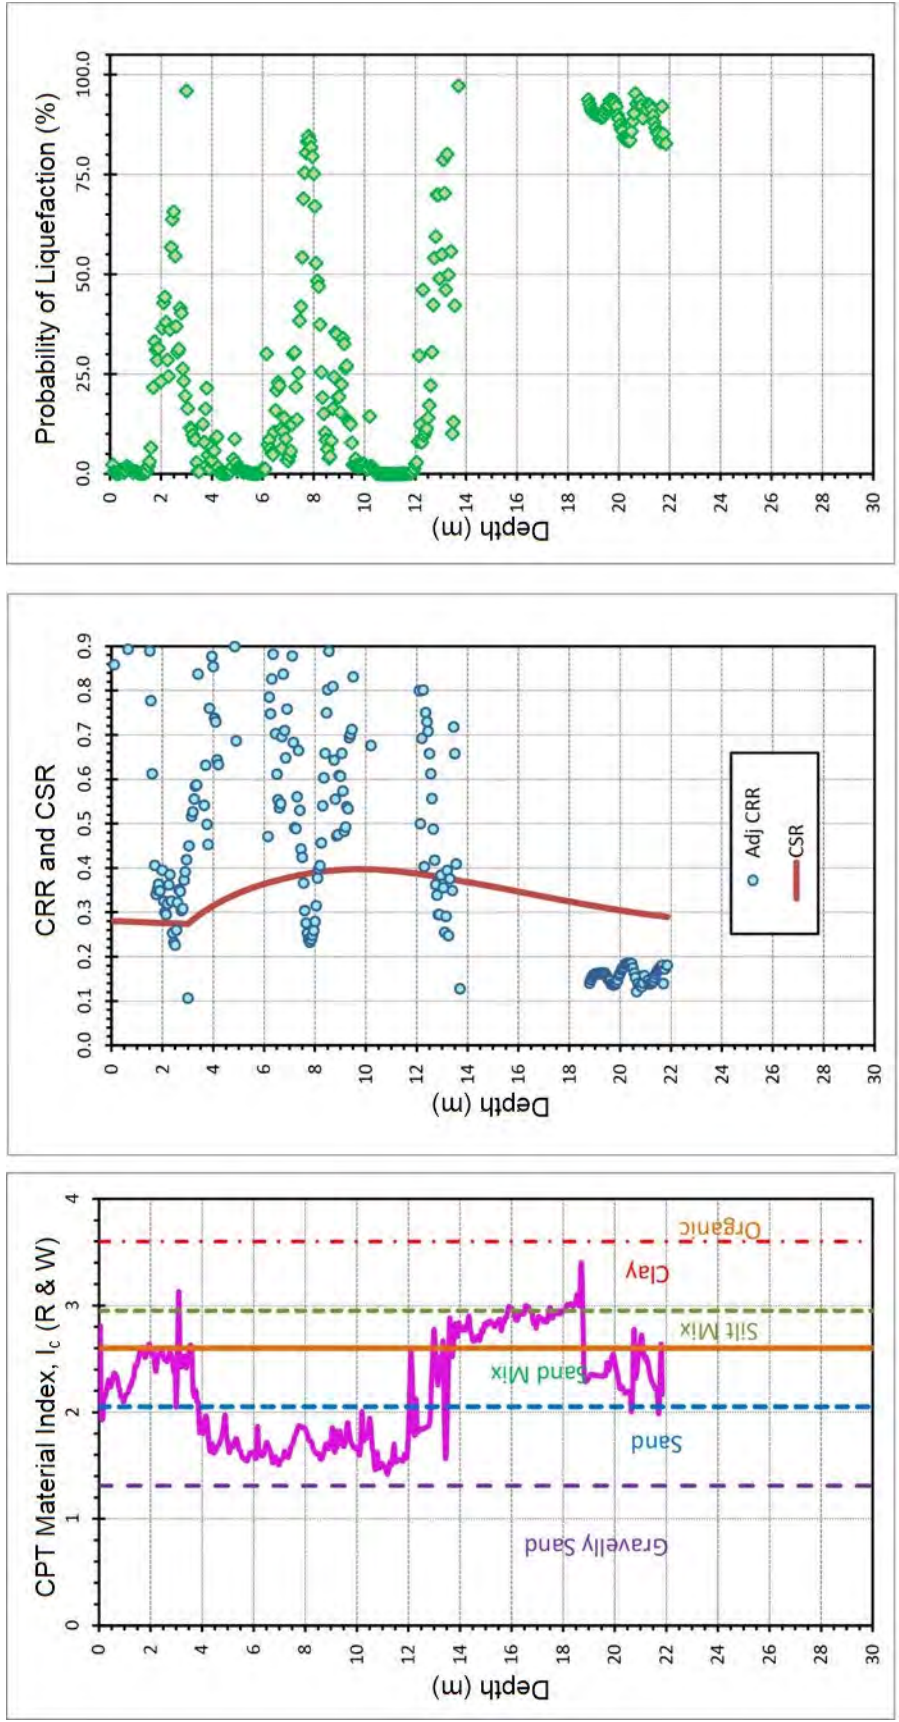 Probability of Liquefaction (%)
0.0 25.0 50.0 75.0 100.0
0
2
4
6
8
10
12
14
16
18
20
22
24
26
28
30
Depth (m)
CRR and CSR
0.0 0.1 0.2 0.3 0.4 0.5 0.6 0.7 0.8 0.9
0
2
4
6
8
10
12
14
16
18
20
22
24
26
28
30
Depth (m)
Adj CRR
CSR
CPT Material Index, Ic (R & W)
0 1 2 3 4
0
2
4
6
8
10
12
14
16
18
20
22
24
26
28
30
Depth (m)
Gravelly Sand
Sand
Sand Mix
Silt Mix
Clay
Organic